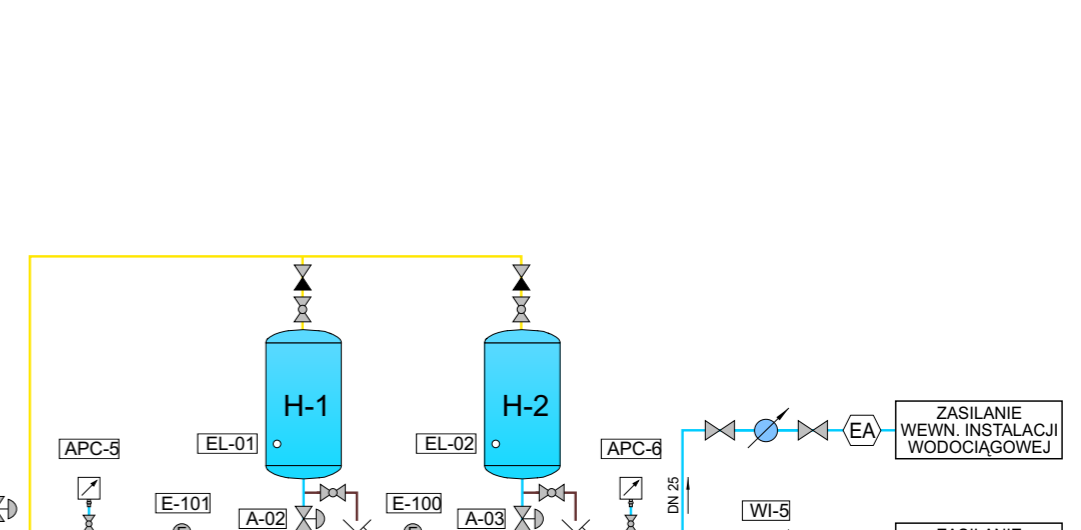 H-1
H-2
ZASILANIE
WEWN. INSTALACJI
WODOCIĄGOWEJ
EA
APC-5
EL-01
EL-02
APC-6
DN 25
E-101
E-100
WI-5
A-02
A-03